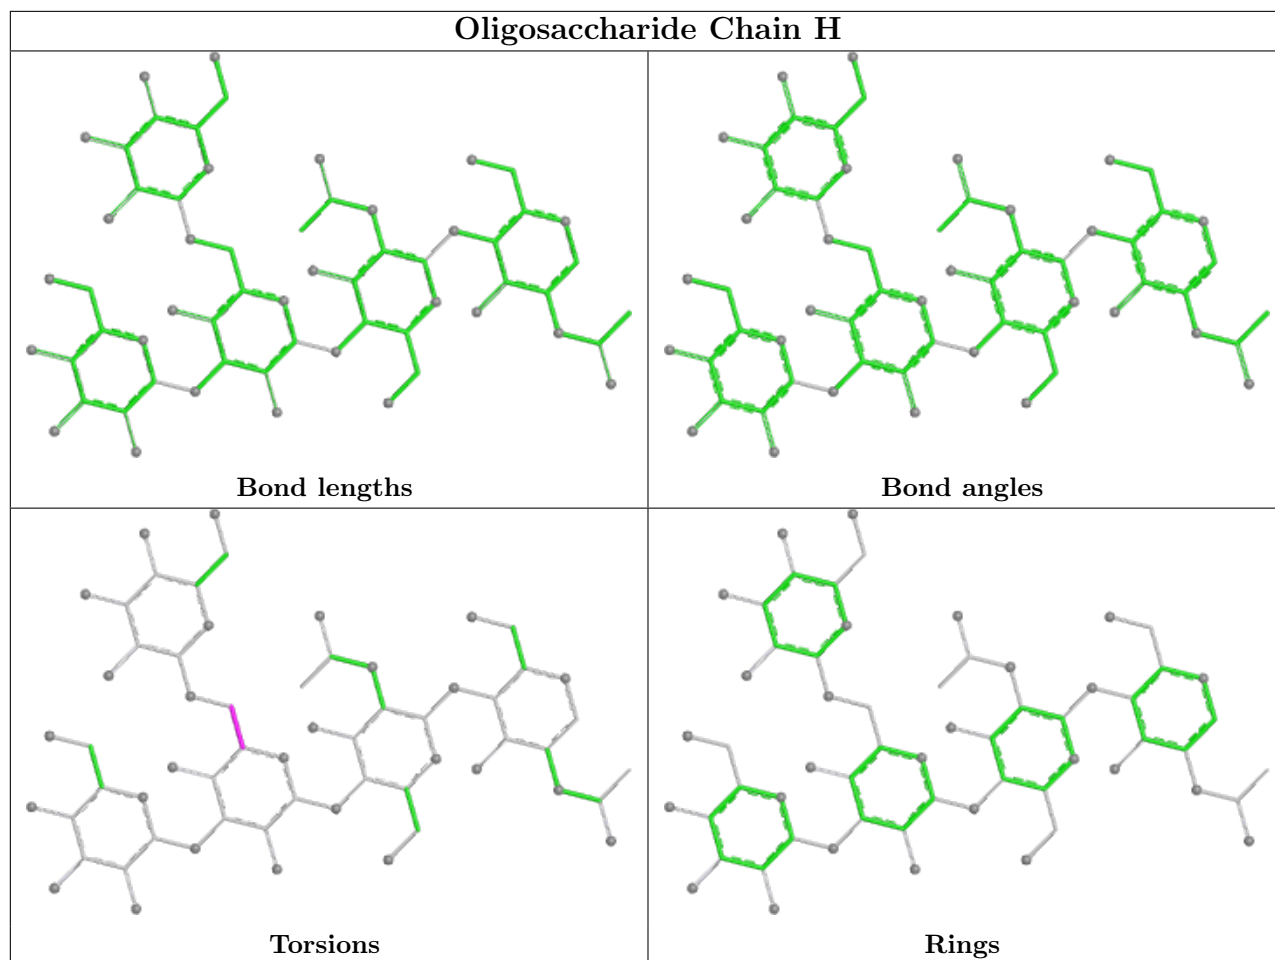 Oligosaccharide Chain H
Bond lengths
Bond angles
Torsions
Rings